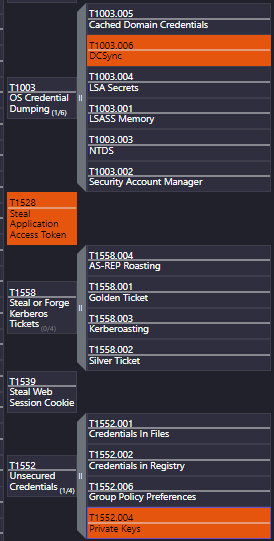 T1003.005
Cached Domain Credentials
T1003.006
DCSync
T1003.004
LSA Secrets
T1003
OS Credential
Dumping (1/6)
T1003.001
LSASS Memory
T1003.003
NTDS
T1003.002
Security Account Manager
T1528
Steal
Application
Access Token
T1558.004
AS-REP Roasting
T1558.001
Golden Ticket
T1558
Steal or Forge
Kerberos
Tickets (0/4)
T1558.003
Kerberoasting
T1558.002
Silver Ticket
T1539
Steal Web
Session Cookie
T1552.001
Credentials In Files
T1552.002
Credentials in Registry
T1552
Unsecured
Credentials (1/4)
T1552.006
Group Policy Preferences
T1552.004
Private Keys